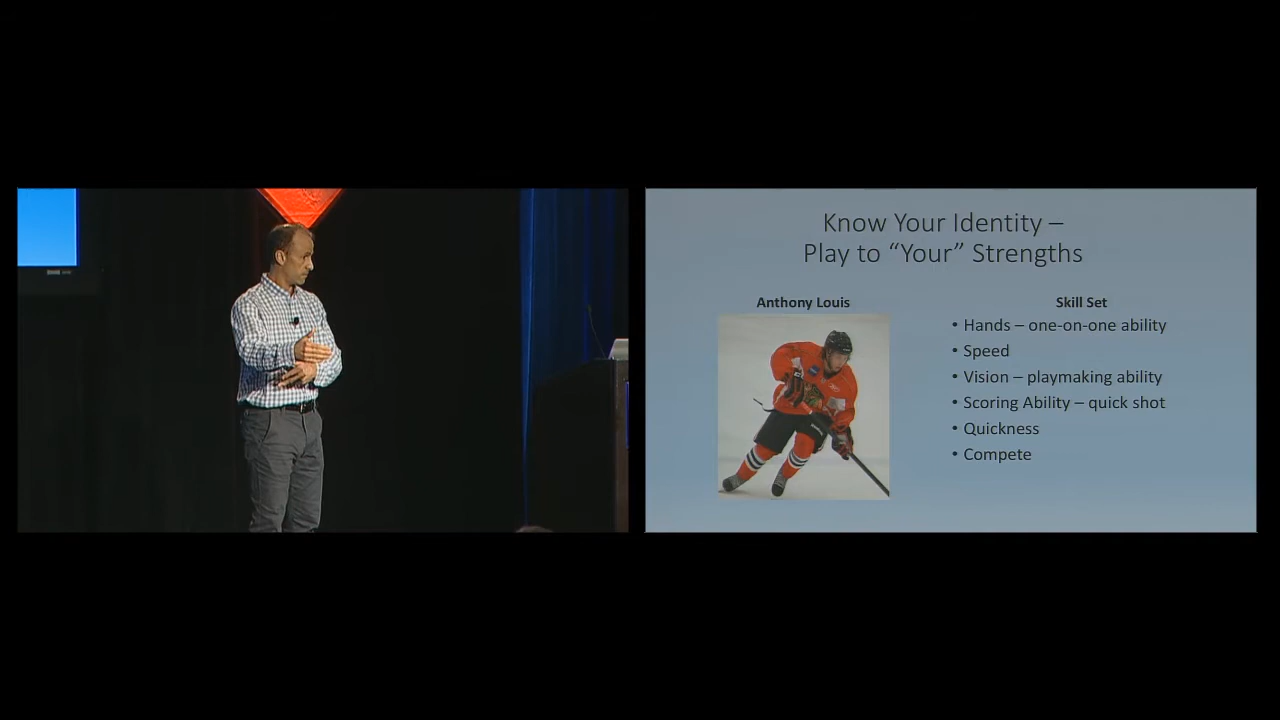 Know Your Identity –
Play to “Your” Strengths
Anthony Louis
Skill Set
• Hands – one-on-one ability
• Speed
• Vision – playmaking ability
• Scoring Ability – quick shot
• Quickness
• Compete